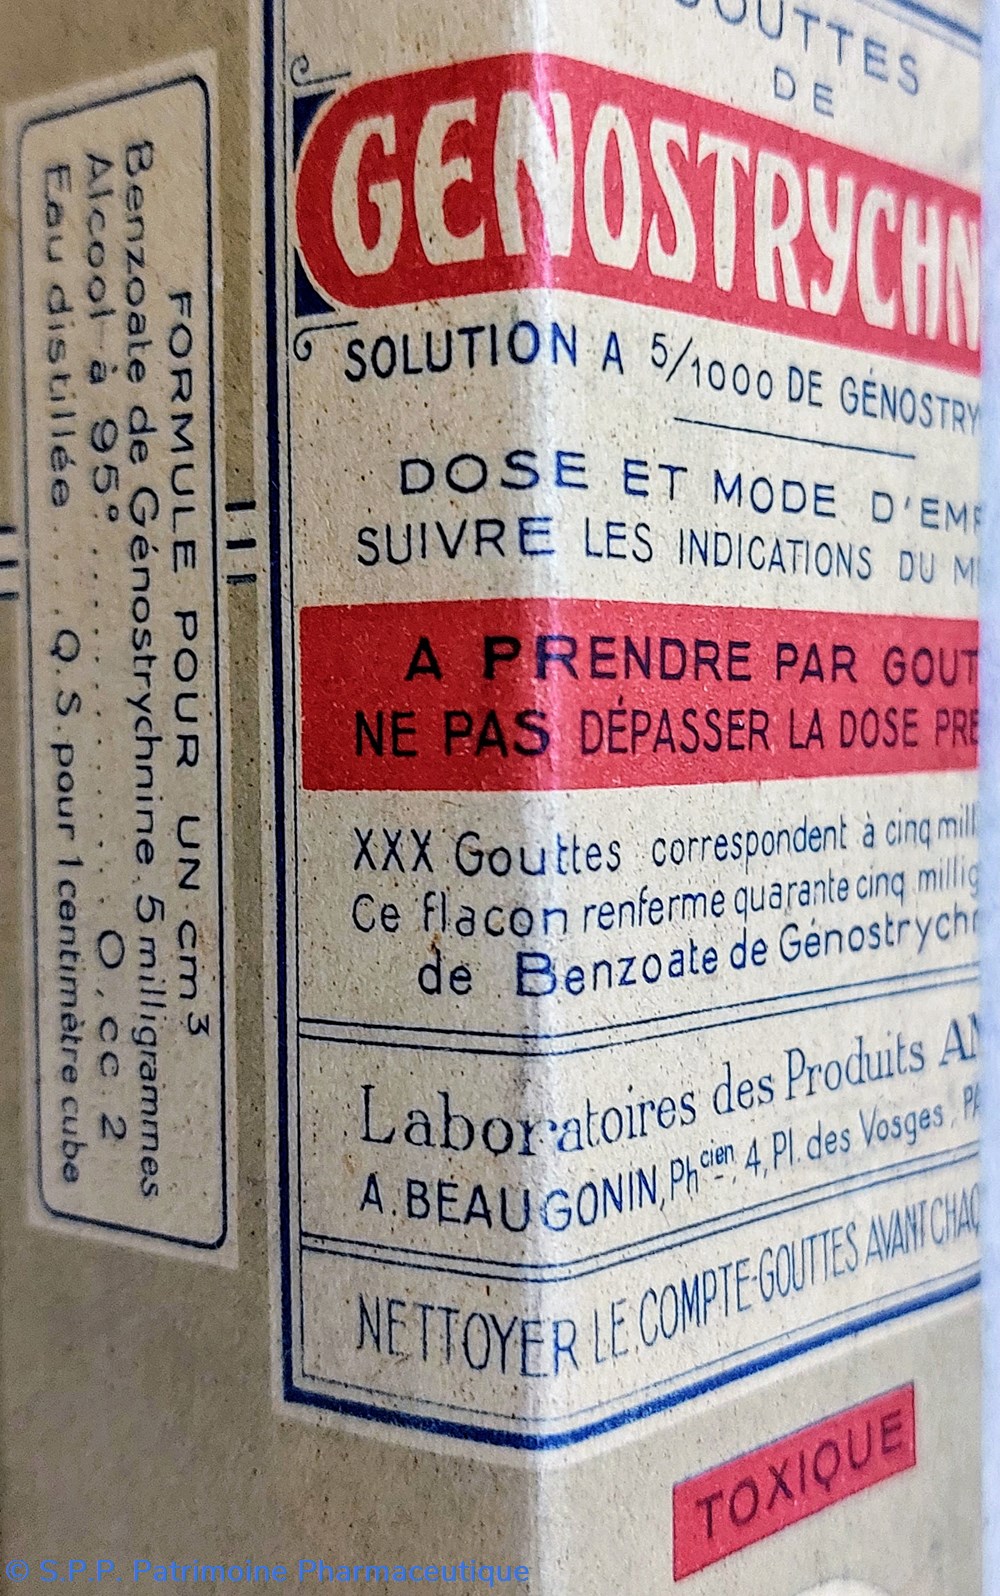 GOUTTES
DE
GENOSTRYCHN
SOLUTION A 5/1000 DE GÉNOSTRY
DOSE ET MODE D'EMP
SUIVRE LES INDICATIONS DU M
A PRENDRE PAR GOUT
NE PAS DÉPASSER LA DOSE PRE
XXX Gouttes correspondent à cinq mill
Ce flacon renferme quarante cinq millig
de Benzoate de Génostrychn
Laboratoires des Produits AM
A. BEAUGONIN, Phcien, 4, Pl. des Vosges, PA
NETTOYER LE COMPTE-GOUTTES AVANT CHAQ
TOXIQUE
FORMULE POUR UN cm3
Benzoate de Génostrychnine. 5 milligrammes
Alcool à 95° . . . . . . . . . . . . O, cc. 2
Eau distillée . . . . Q. S. pour 1 centimètre cube
© S.P.P. Patrimoine Pharmaceutique